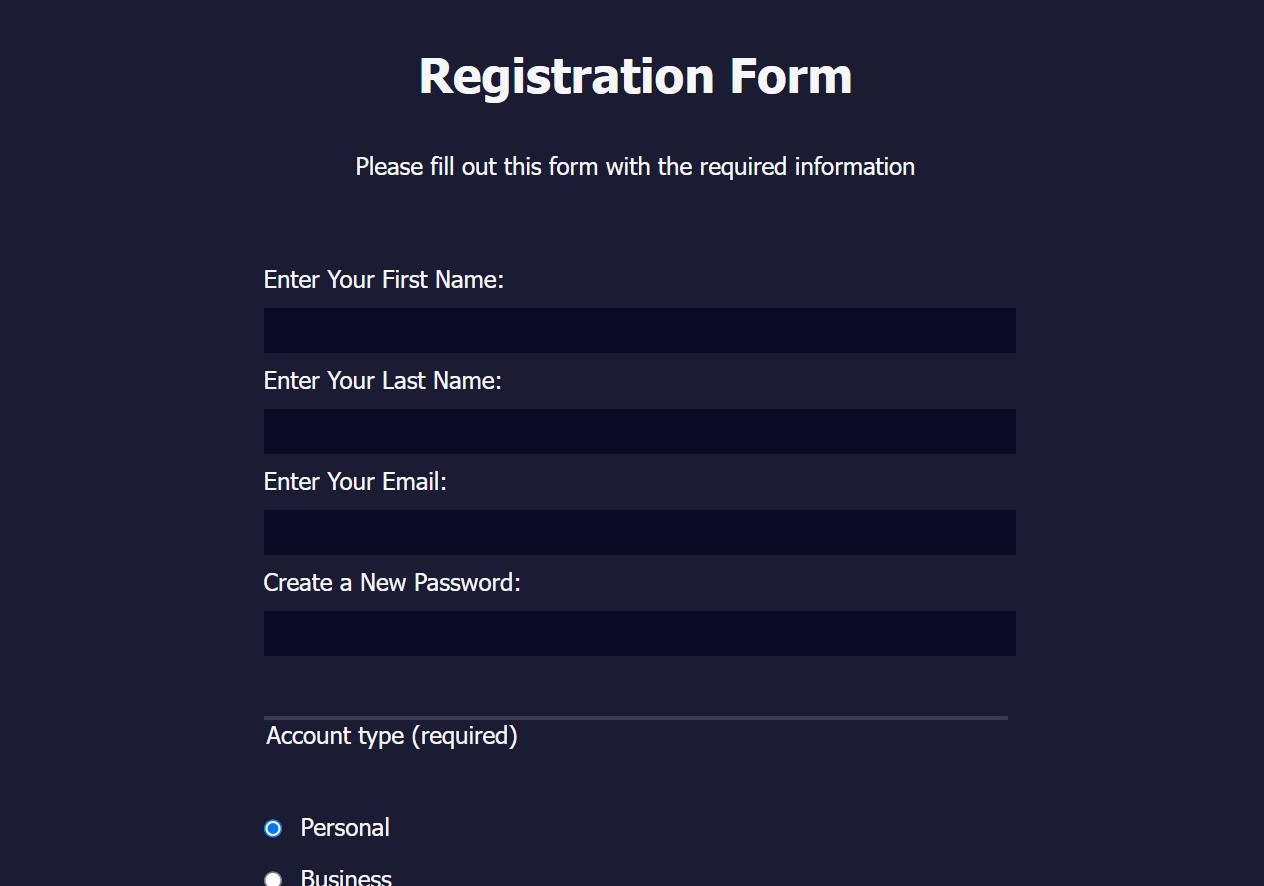 Registration Form
Please fill out this form with the required information
Enter Your First Name:
Enter Your Last Name:
Enter Your Email:
Create a New Password:
Account type (required)
Personal
Business